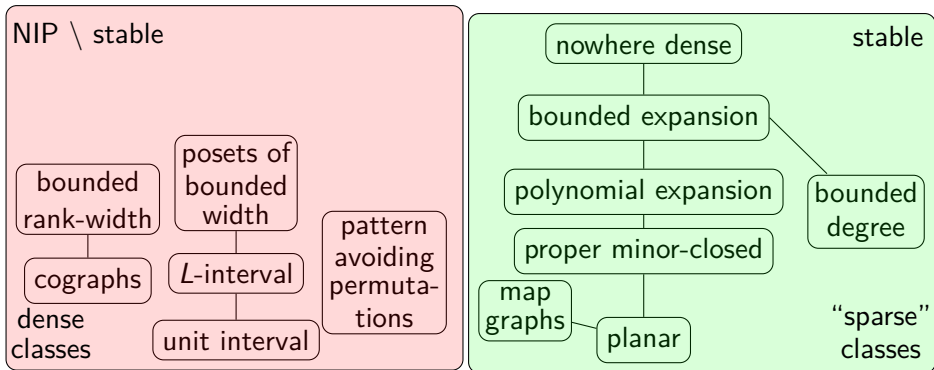 NIP \ stable
bounded
rank-width
cographs
posets of
bounded
width
L-interval
unit interval
pattern
avoiding
permuta-
tions
dense
classes
stable
nowhere dense
bounded expansion
polynomial expansion
bounded
degree
proper minor-closed
map
graphs
planar
“sparse”
classes